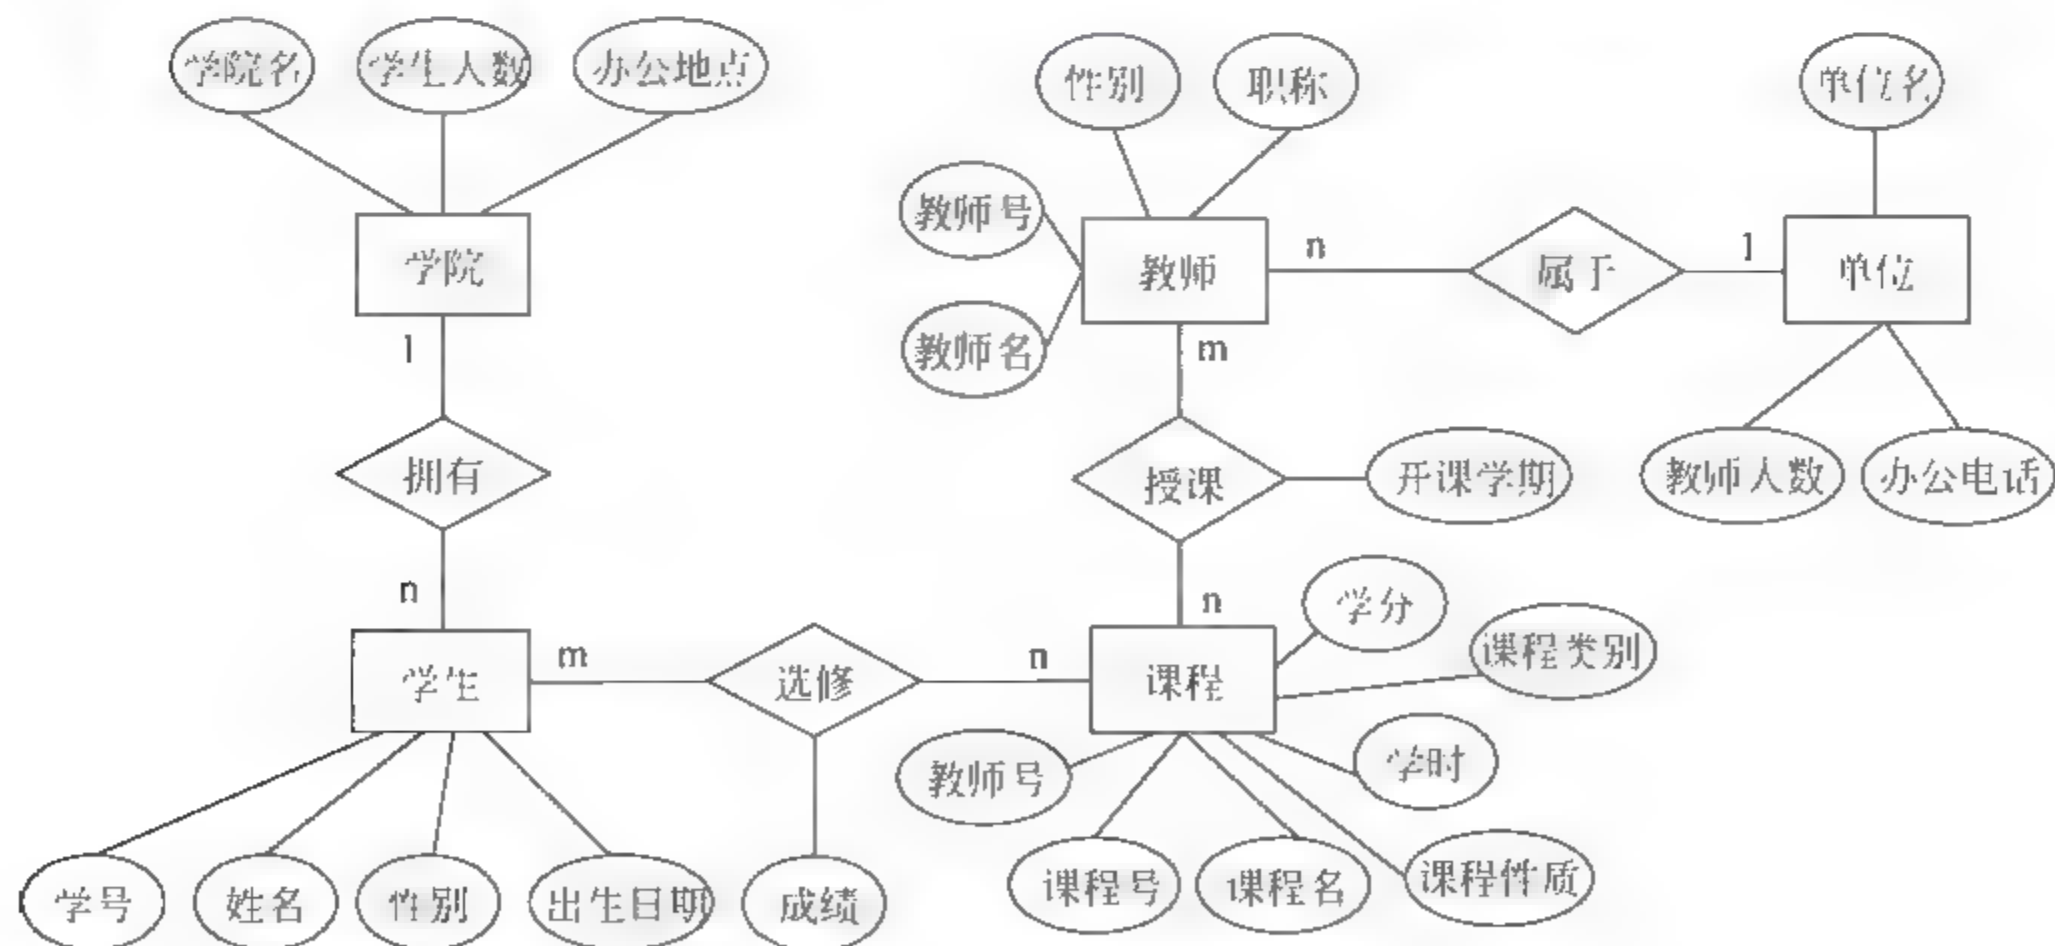 学院名 学生人数 办公地点
性别 职称 单位名
教师号
学院 教师 n 属于 1 单位
1 m
教师名
拥有 授课 开课学期 教师人数 办公电话
n n 学分
课程类别
学生 m 选修 n 课程
教师号 学时
学号 姓名 性别 出生日期 成绩 课程号 课程名 课程性质